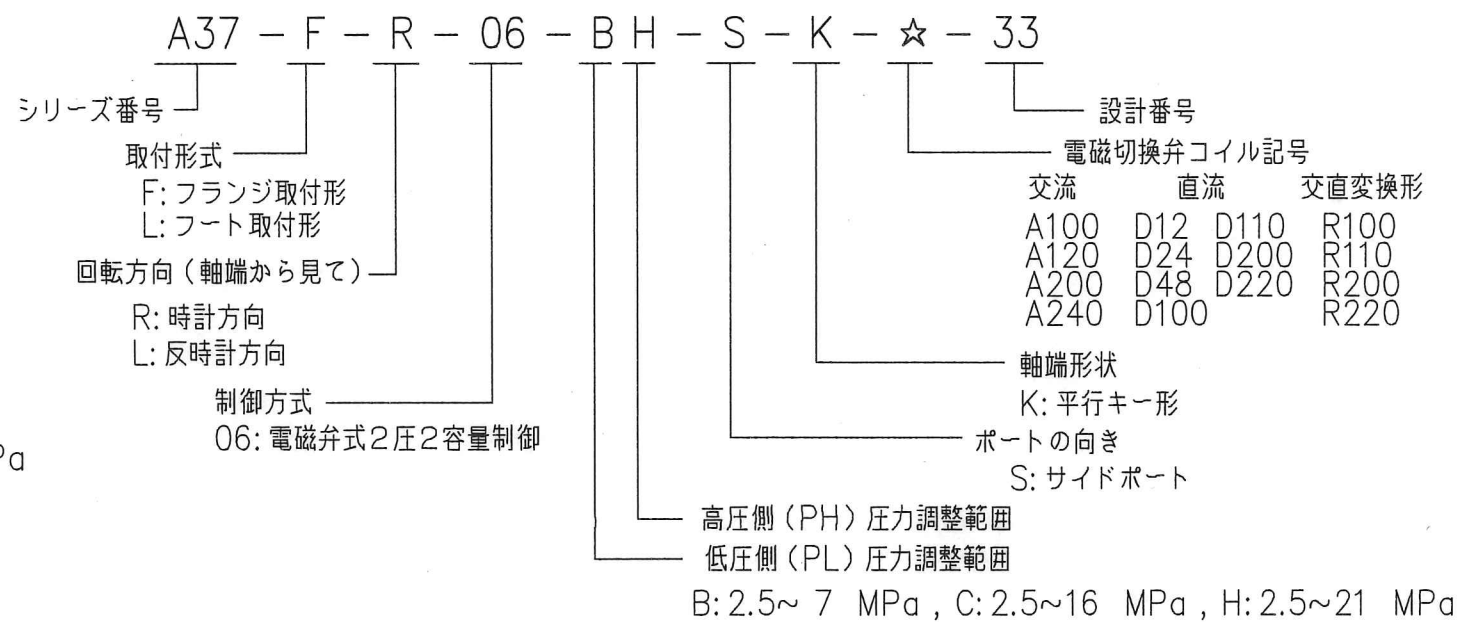 A37-F-R-06-BH-S-K-☆-33
シリーズ番号
設計番号
取付形式
F:フランジ取付形
L:フート取付形
電磁切換弁コイル記号
交流 直流 交直変換形
A100 D12 D110 R100
A120 D24 D200 R110
A200 D48 D220 R200
A240 D100 R220
回転方向(軸端から見て)
R:時計方向
L:反時計方向
軸端形状
K:平行キー形
制御方式
06:電磁弁式2圧2容量制御
ポートの向き
S:サイドポート
Pa
高圧側(PH)圧力調整範囲
低圧側(PL)圧力調整範囲
B:2.5~ 7 MPa , C:2.5~16 MPa , H:2.5~21 MPa